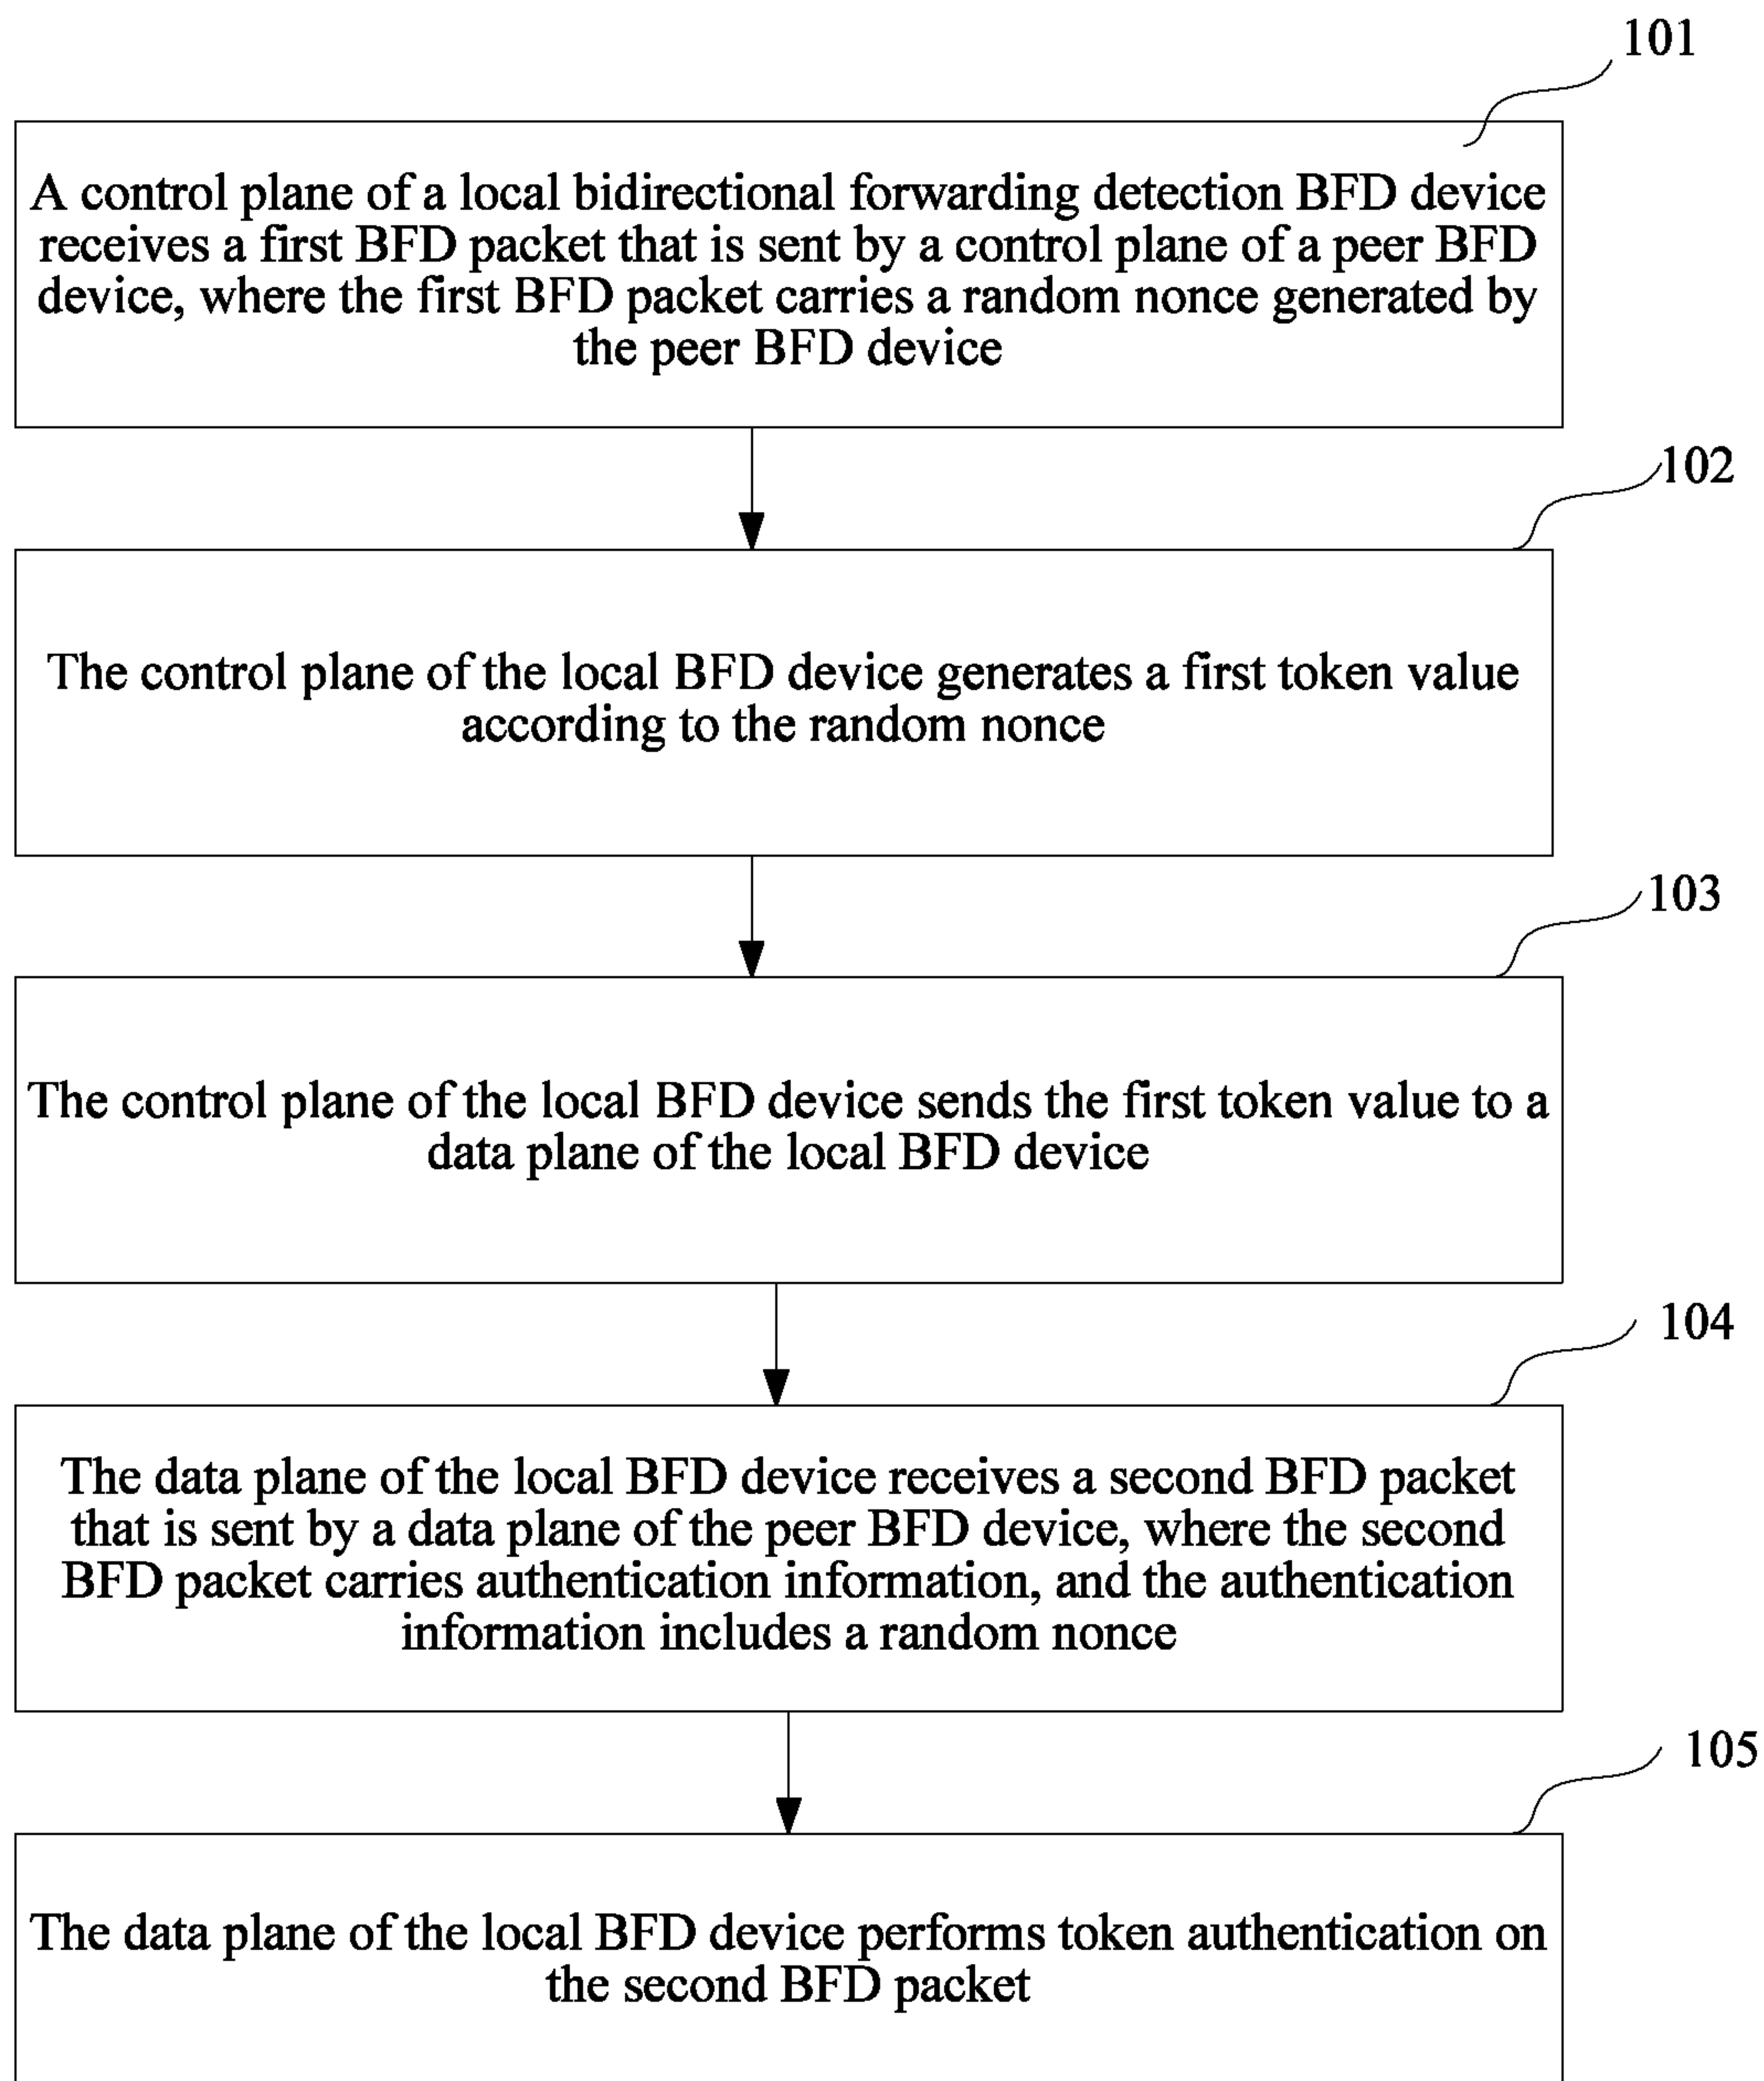 101
A control plane of a local bidirectional forwarding detection BFD device
receives a first BFD packet that is sent by a control plane of a peer BFD
device, where the first BFD packet carries a random nonce generated by
the peer BFD device
102
The control plane of the local BFD device generates a first token value
according to the random nonce
103
The control plane of the local BFD device sends the first token value to a
data plane of the local BFD device
104
The data plane of the local BFD device receives a second BFD packet
that is sent by a data plane of the peer BFD device, where the second
BFD packet carries authentication information, and the authentication
information includes a random nonce
105
The data plane of the local BFD device performs token authentication on
the second BFD packet